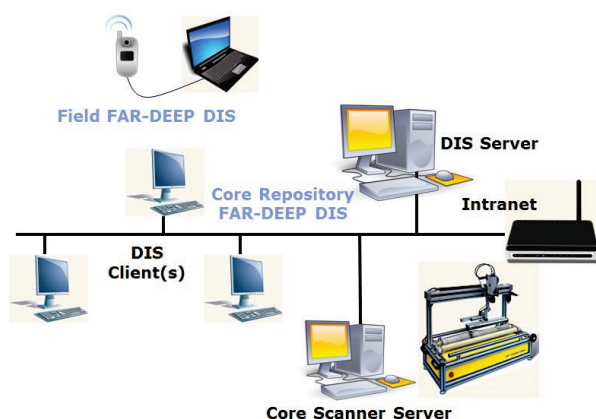 Field FAR-DEEP DIS
DIS Server
Core Repository
FAR-DEEP DIS
Intranet
DIS
Client(s)
Core Scanner Server